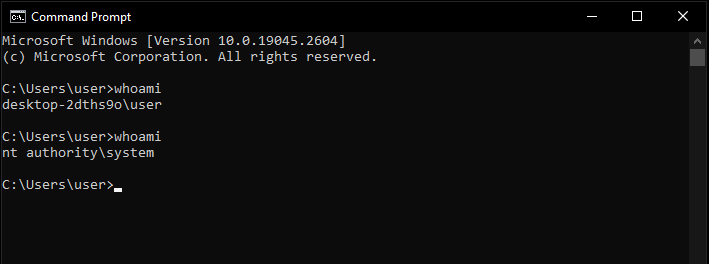 Command Prompt
Microsoft Windows [Version 10.0.19045.2604]
(c) Microsoft Corporation. All rights reserved.
C:\Users\user>whoami
desktop-2dths9o\user
C:\Users\user>whoami
nt authority\system
C:\Users\user>